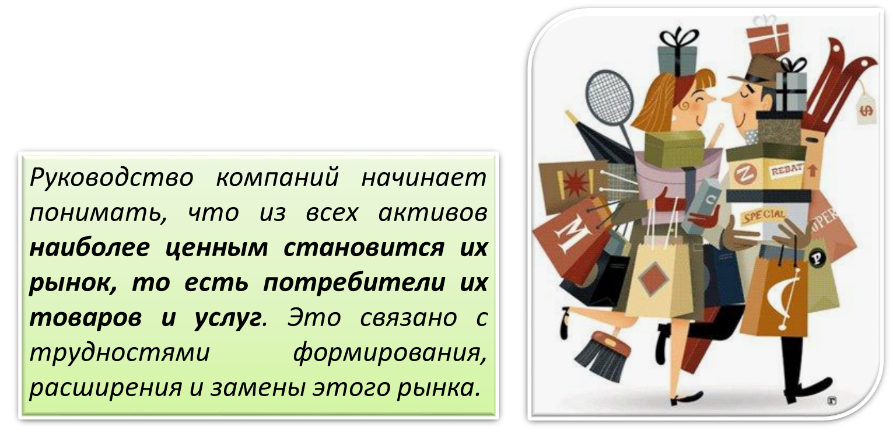 Руководство компаний начинает
понимать, что из всех активов
наиболее ценным становится их
рынок, то есть потребители их
товаров и услуг. Это связано с
трудностями формирования,
расширения и замены этого рынка.
$
Z
REBAT
SPECIAL
M
C
P